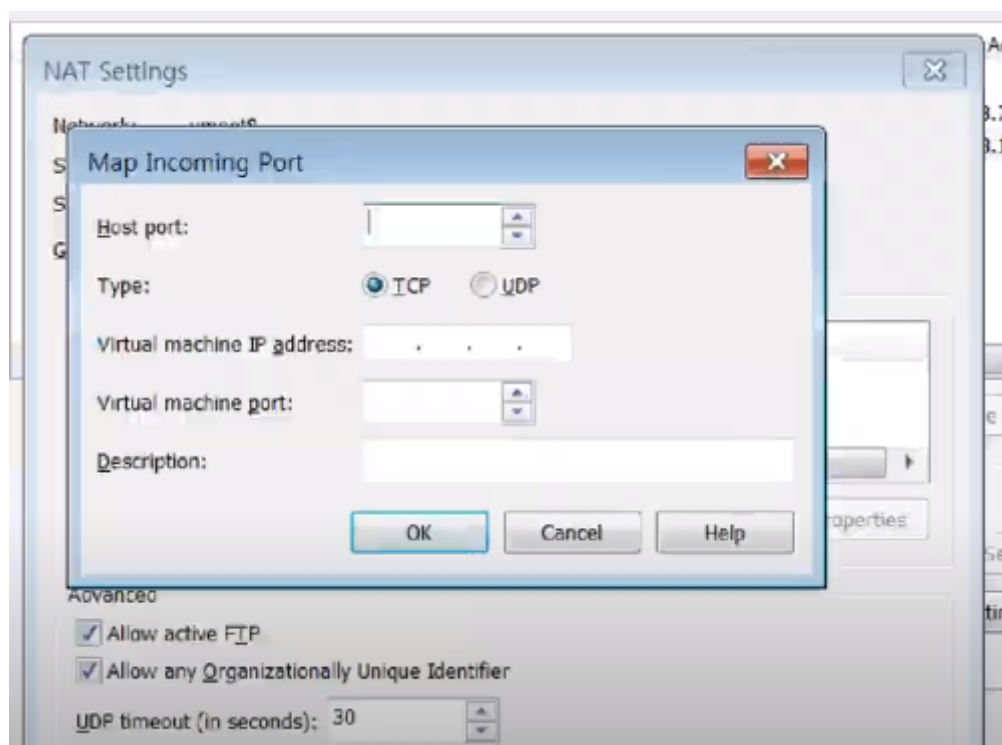 NAT Settings
Map Incoming Port
Host port:
Type: TCP UDP
Virtual machine IP address: . . .
Virtual machine port:
Description:
OK Cancel Help
Advanced
Allow active FTP
Allow any Organizationally Unique Identifier
UDP timeout (in seconds): 30